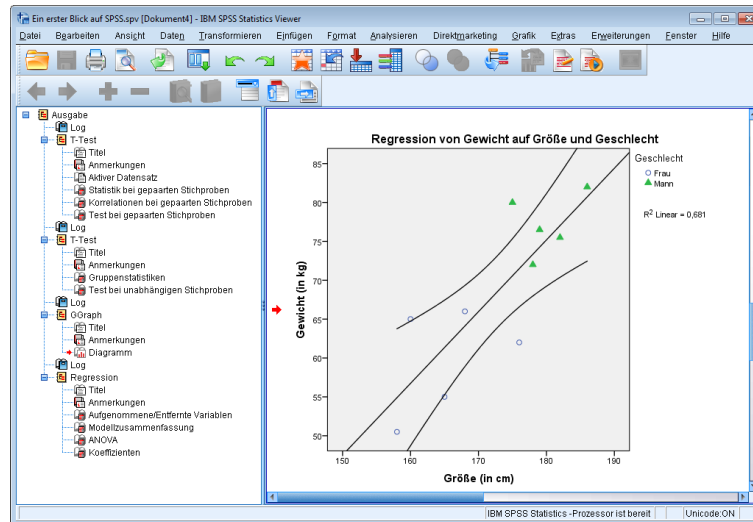 Ein erster Blick auf SPSS.spv [Dokument4] - IBM SPSS Statistics Viewer
Datei Bearbeiten Ansicht Daten Transformieren Einfügen Format Analysieren Direktmarketing Grafik Extras Erweiterungen Fenster Hilfe
Ausgabe
Log
T-Test
Titel
Anmerkungen
Aktiver Datensatz
Statistik bei gepaarten Stichproben
Korrelationen bei gepaarten Stichproben
Test bei gepaarten Stichproben
Log
T-Test
Titel
Anmerkungen
Gruppenstatistiken
Test bei unabhängigen Stichproben
Log
GGraph
Titel
Anmerkungen
Diagramm
Log
Regression
Titel
Anmerkungen
Aufgenommene/Entfernte Variablen
Modellzusammenfassung
ANOVA
Koeffizienten
Regression von Gewicht auf Größe und Geschlecht
Geschlecht
Frau
Mann
R2 Linear = 0,681
Gewicht (in kg)
85
80
75
70
65
60
55
50
150 160 170 180 190
Größe (in cm)
IBM SPSS Statistics -Prozessor ist bereit Unicode:ON